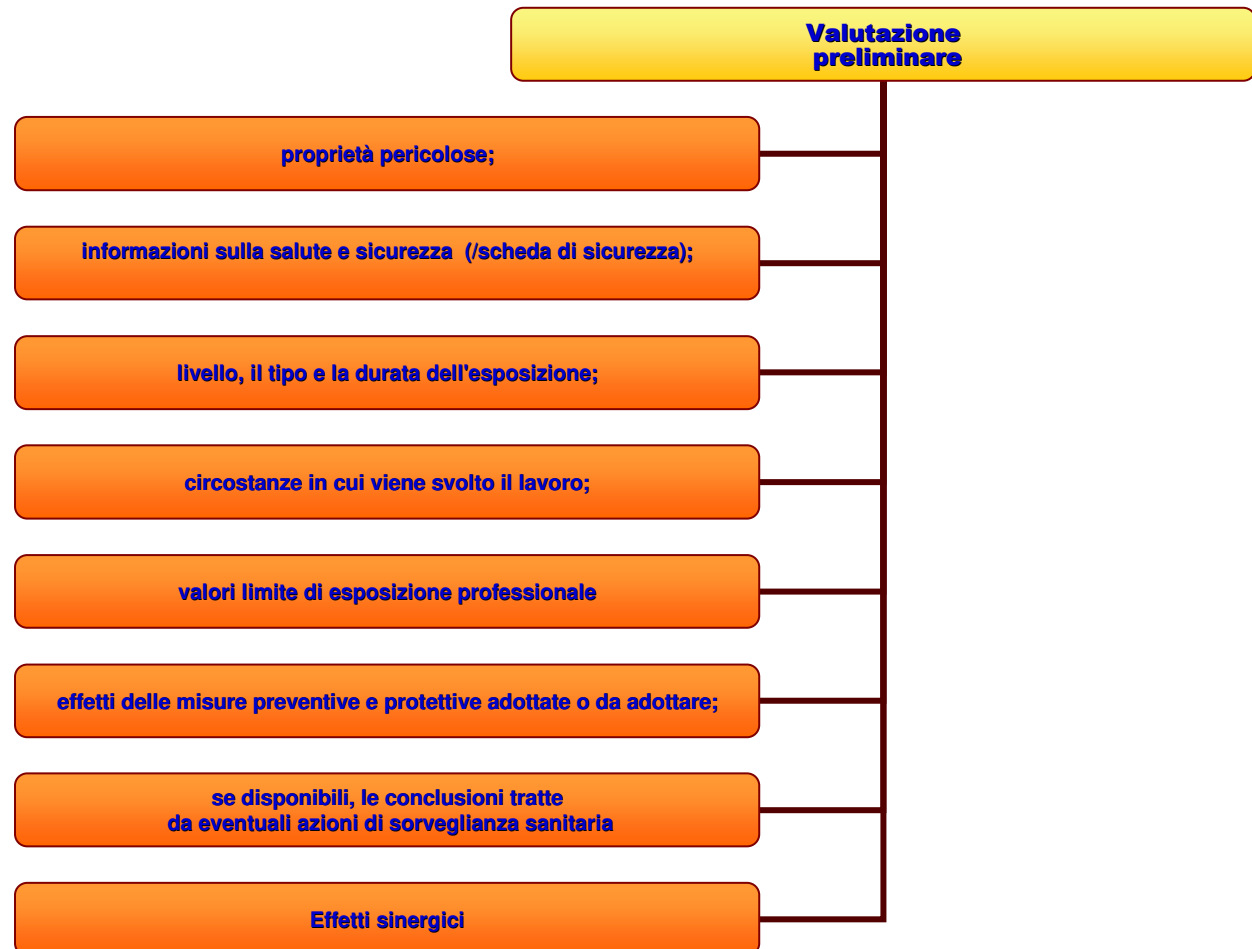 Valutazione
preliminare
proprietà pericolose;
informazioni sulla salute e sicurezza (/scheda di sicurezza);
livello, il tipo e la durata dell'esposizione;
circostanze in cui viene svolto il lavoro;
valori limite di esposizione professionale
effetti delle misure preventive e protettive adottate o da adottare;
se disponibili, le conclusioni tratte
da eventuali azioni di sorveglianza sanitaria
Effetti sinergici